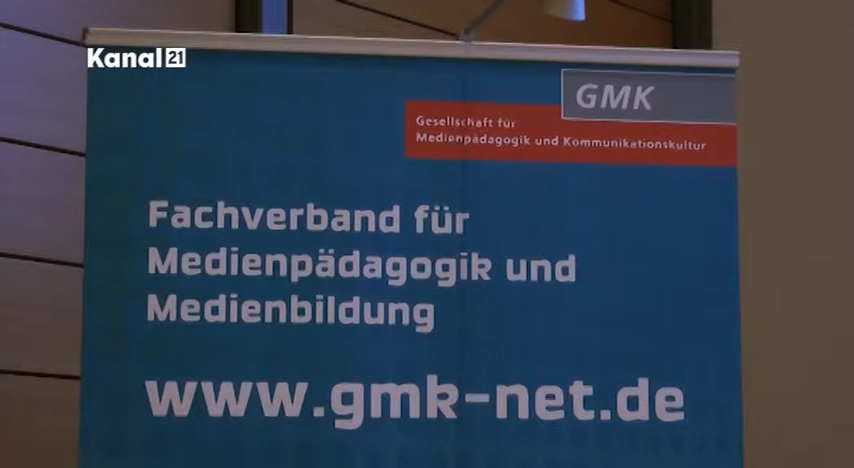 Kanal 21
GMK
Gesellschaft für
Medienpädagogik und Kommunikationskultur
Fachverband für
Medienpädagogik und
Medienbildung
www.gmk-net.de